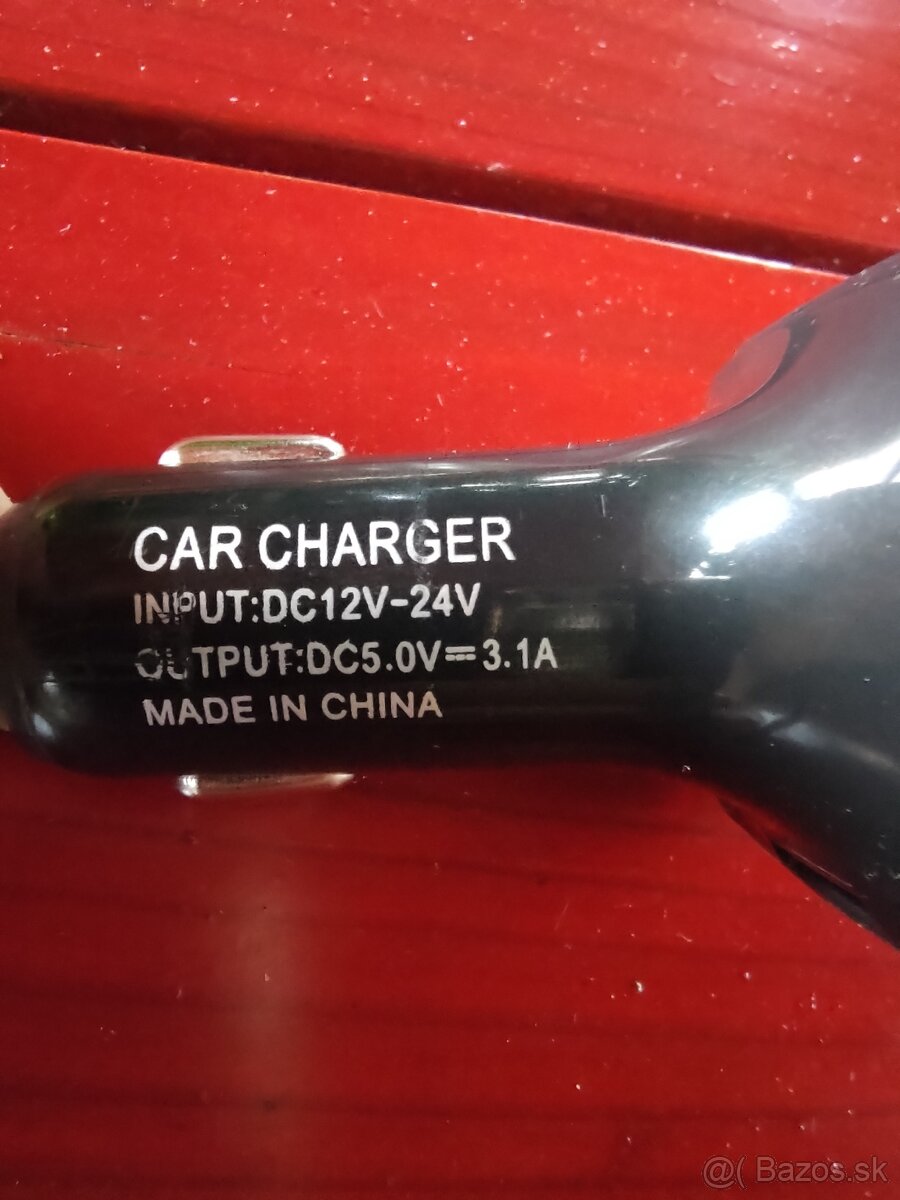 CAR CHARGER
INPUT:DC12V-24V
OUTPUT:DC5.0V⎓3.1A
MADE IN CHINA
@( Bazos.sk